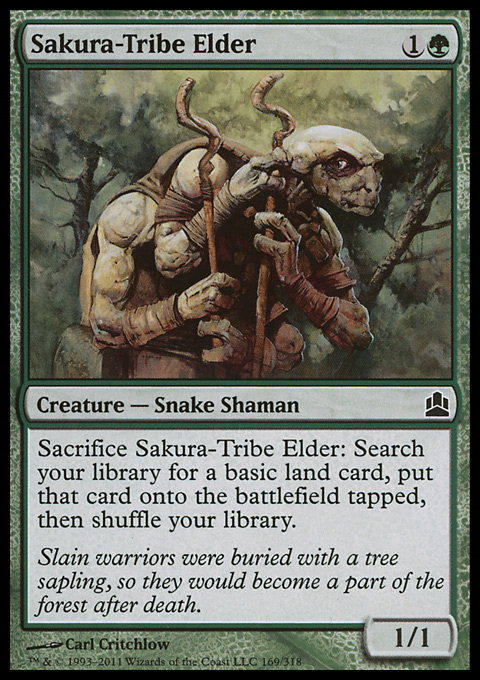 Sakura-Tribe Elder 1
Creature — Snake Shaman
Sacrifice Sakura-Tribe Elder: Search
your library for a basic land card, put
that card onto the battlefield tapped,
then shuffle your library.
Slain warriors were buried with a tree
sapling, so they would become a part of the
forest after death.
Carl Critchlow
1/1
™ & © 1993–2011 Wizards of the Coast LLC 169/318